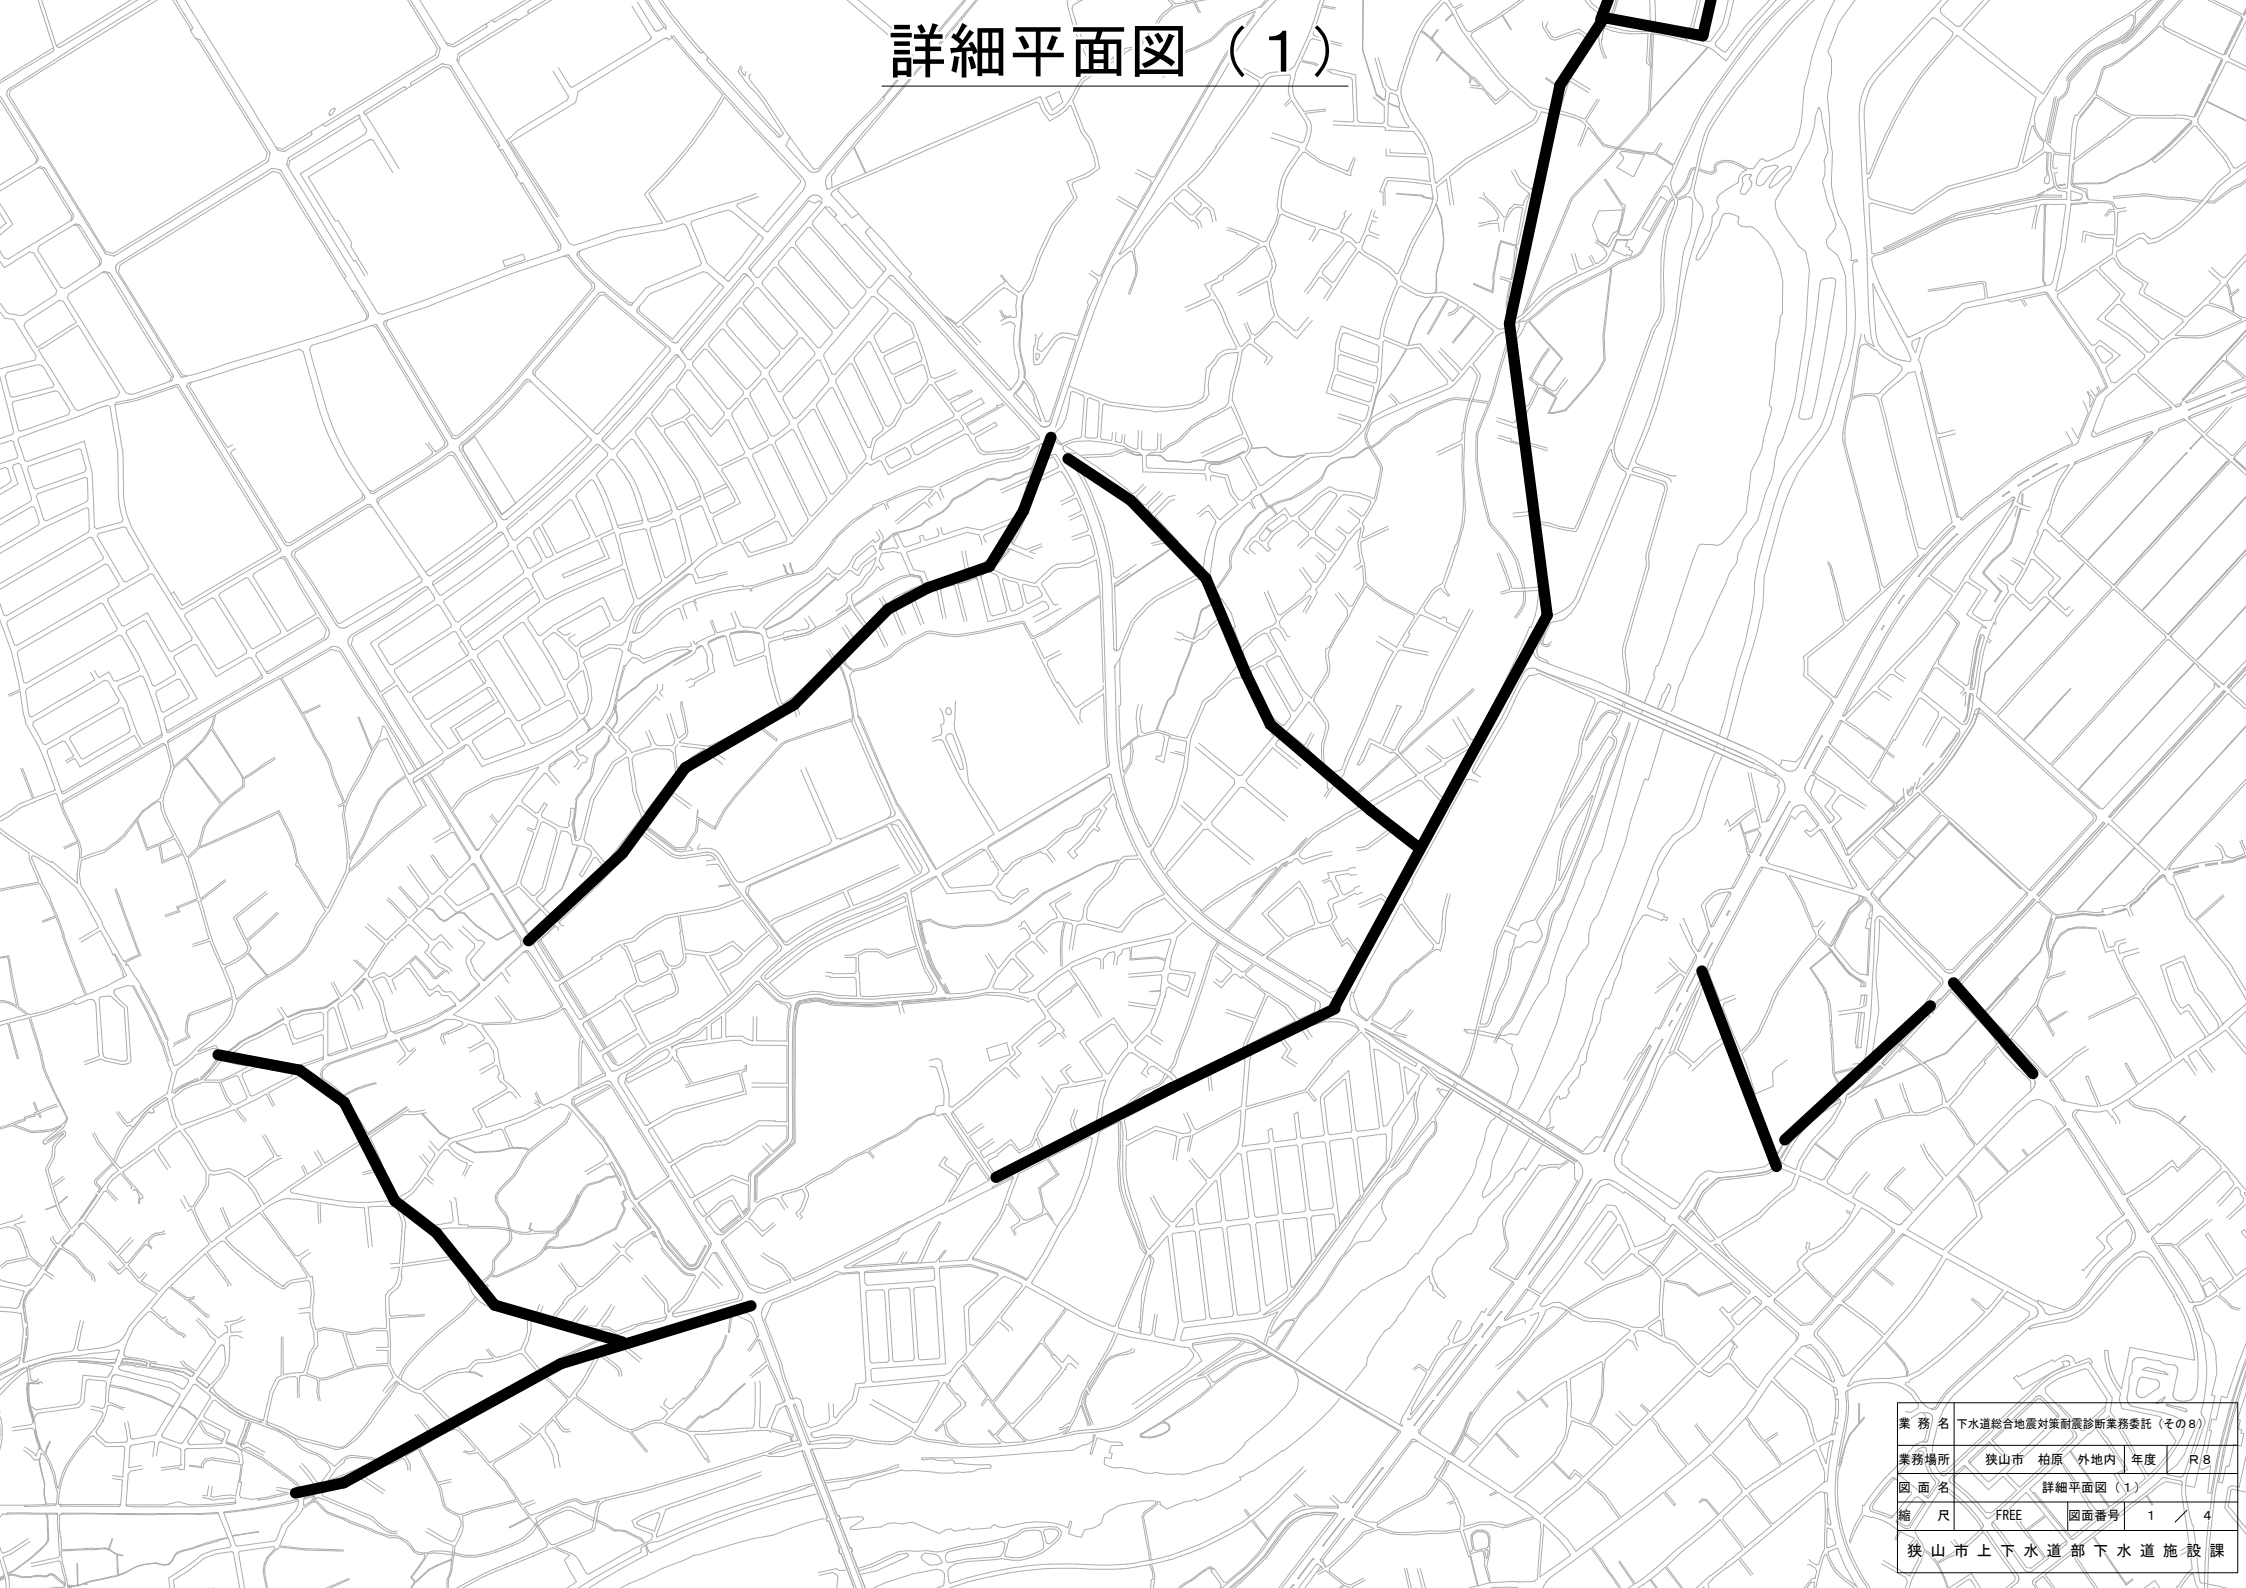 詳細平面図（１）
業務名 下水道総合地震対策耐震診断業務委託（その８）
業務場所 狭山市　柏原　外地内 年度 Ｒ８
図面名 詳細平面図（１）
縮尺 FREE 図面番号 １ ／ ４
狭山市上下水道部下水道施設課